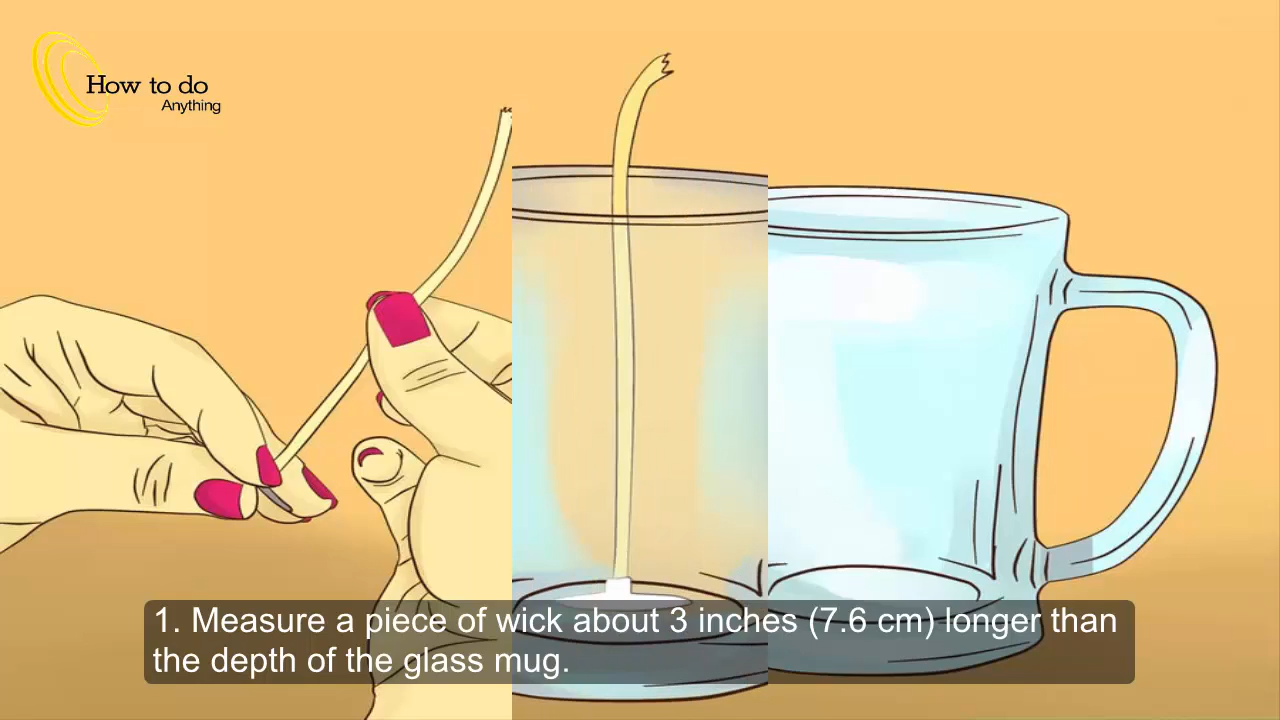 How to do
Anything
1. Measure a piece of wick about 3 inches (7.6 cm) longer than
the depth of the glass mug.